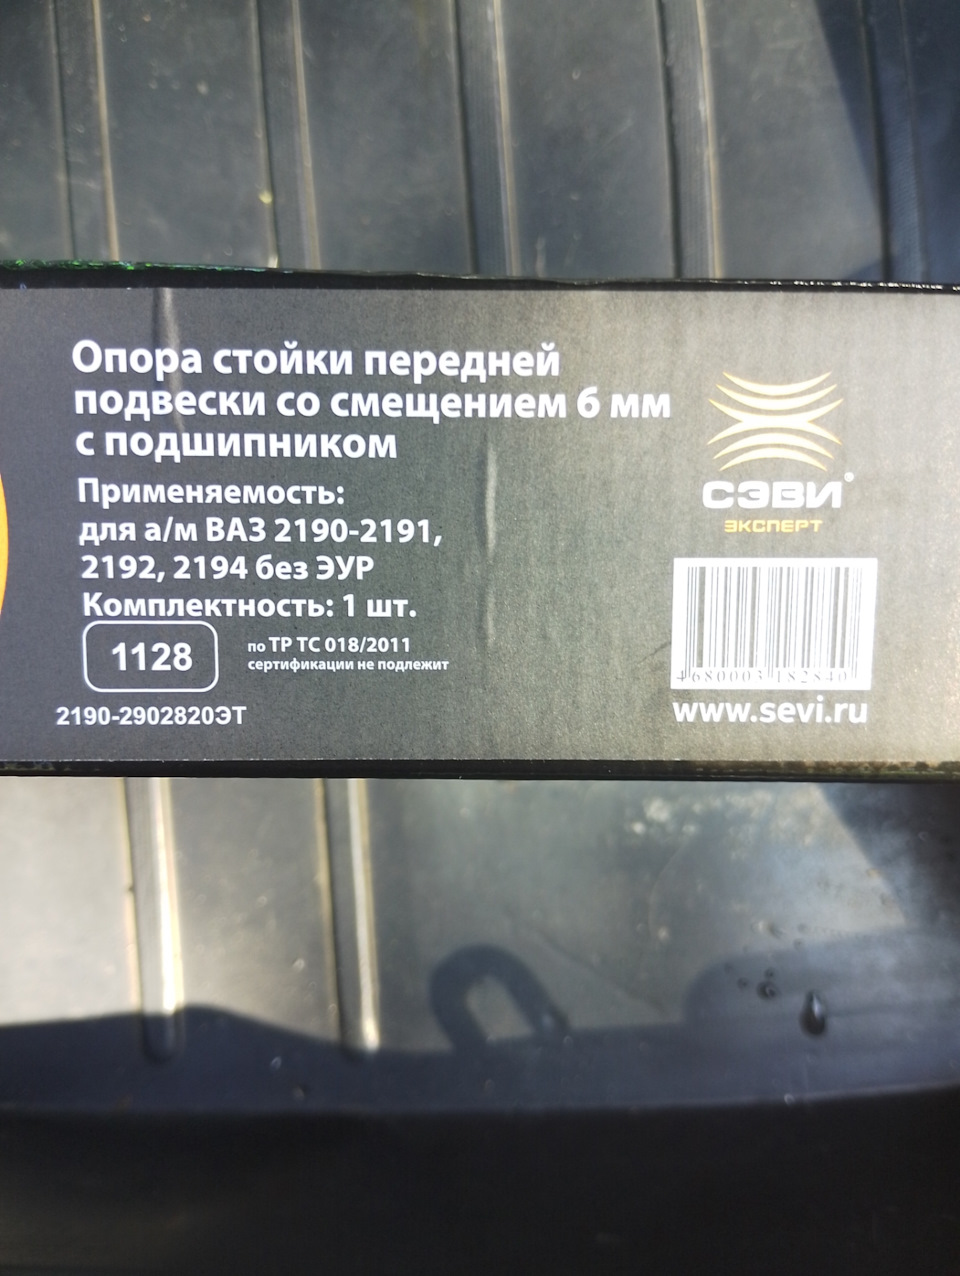 Опора стойки передней
подвески со смещением 6 мм
с подшипником
Применяемость:
для а/м ВАЗ 2190-2191,
2192, 2194 без ЭУР
Комплектность: 1 шт.
1128
по ТР ТС 018/2011
сертификации не подлежит
2190-2902820ЭТ
СЭВИ®
ЭКСПЕРТ
4680003182840
www.sevi.ru